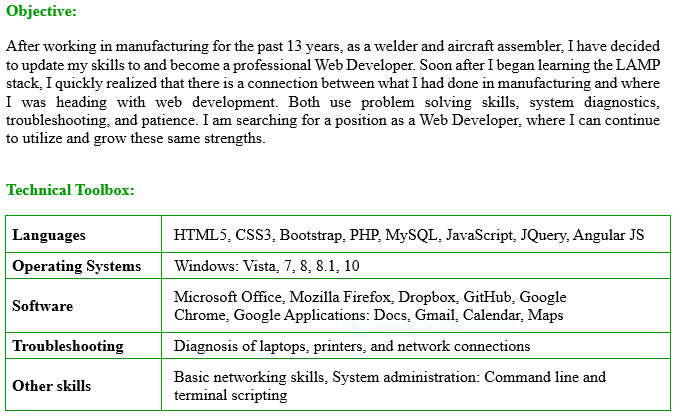 Objective:
After working in manufacturing for the past 13 years, as a welder and aircraft assembler, I have decided
to update my skills to and become a professional Web Developer. Soon after I began learning the LAMP
stack, I quickly realized that there is a connection between what I had done in manufacturing and where
I was heading with web development. Both use problem solving skills, system diagnostics,
troubleshooting, and patience. I am searching for a position as a Web Developer, where I can continue
to utilize and grow these same strengths.
Technical Toolbox:
Languages HTML5, CSS3, Bootstrap, PHP, MySQL, JavaScript, JQuery, Angular JS
Operating Systems Windows: Vista, 7, 8, 8.1, 10
Software Microsoft Office, Mozilla Firefox, Dropbox, GitHub, Google
Chrome, Google Applications: Docs, Gmail, Calendar, Maps
Troubleshooting Diagnosis of laptops, printers, and network connections
Other skills Basic networking skills, System administration: Command line and
terminal scripting